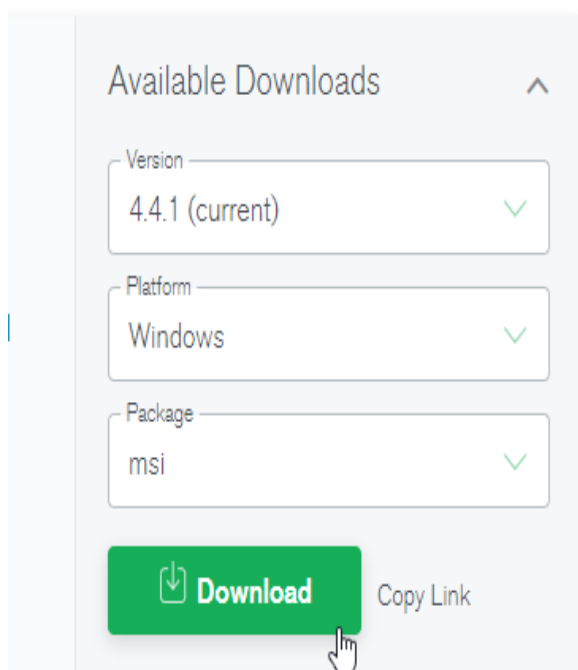 Available Downloads
Version
4.4.1 (current)
Platform
Windows
Package
msi
Download
Copy Link